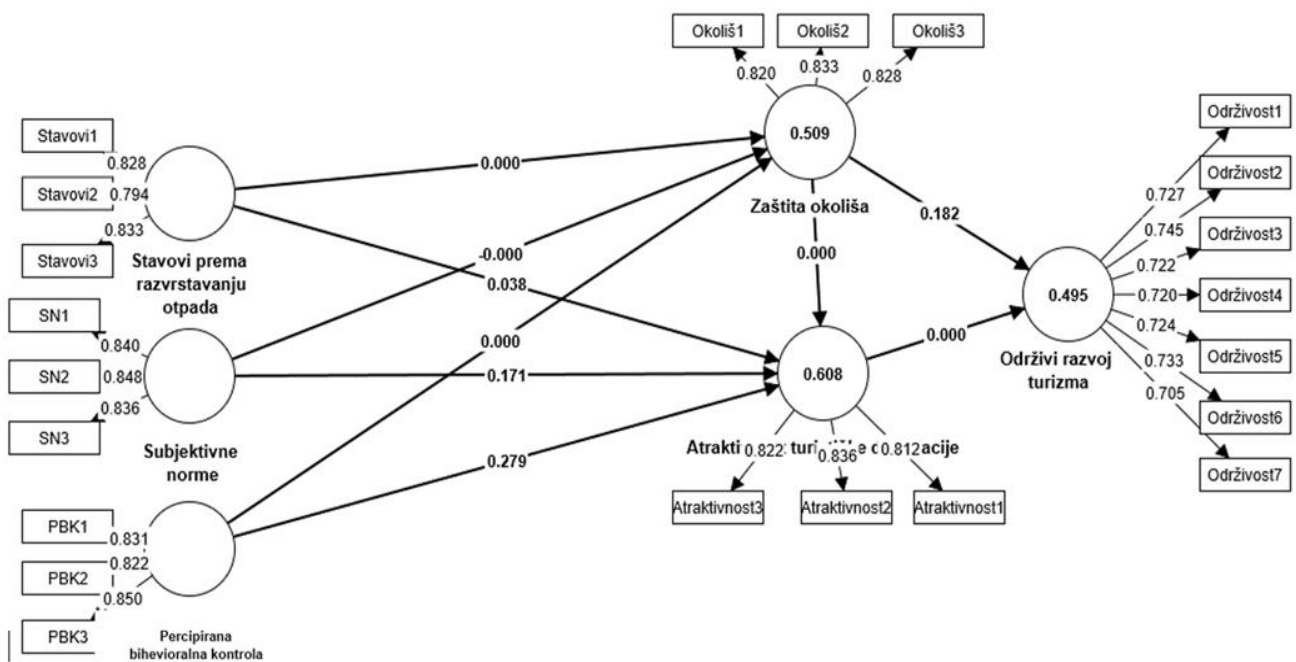 Okoliš1
Okoliš2
Okoliš3
0.820
0.833
0.828
0.509
Zaštita okoliša
Stavovi1
Stavovi2
Stavovi3
0.828
0.794
0.833
Stavovi prema
razvrstavanju
otpada
SN1
SN2
SN3
0.840
0.848
0.836
Subjektivne
norme
PBK1
PBK2
PBK3
0.831
0.822
0.850
Percipirana
bihevioralna kontrola
0.000
-0.000
0.038
0.000
0.171
0.279
0.182
0.000
0.000
0.608
0.822
0.836
0.812
Atraktivnost3
Atraktivnost2
Atraktivnost1
0.495
Održivi razvoj
turizma
0.727
0.745
0.722
0.720
0.724
0.733
0.705
Održivost1
Održivost2
Održivost3
Održivost4
Održivost5
Održivost6
Održivost7